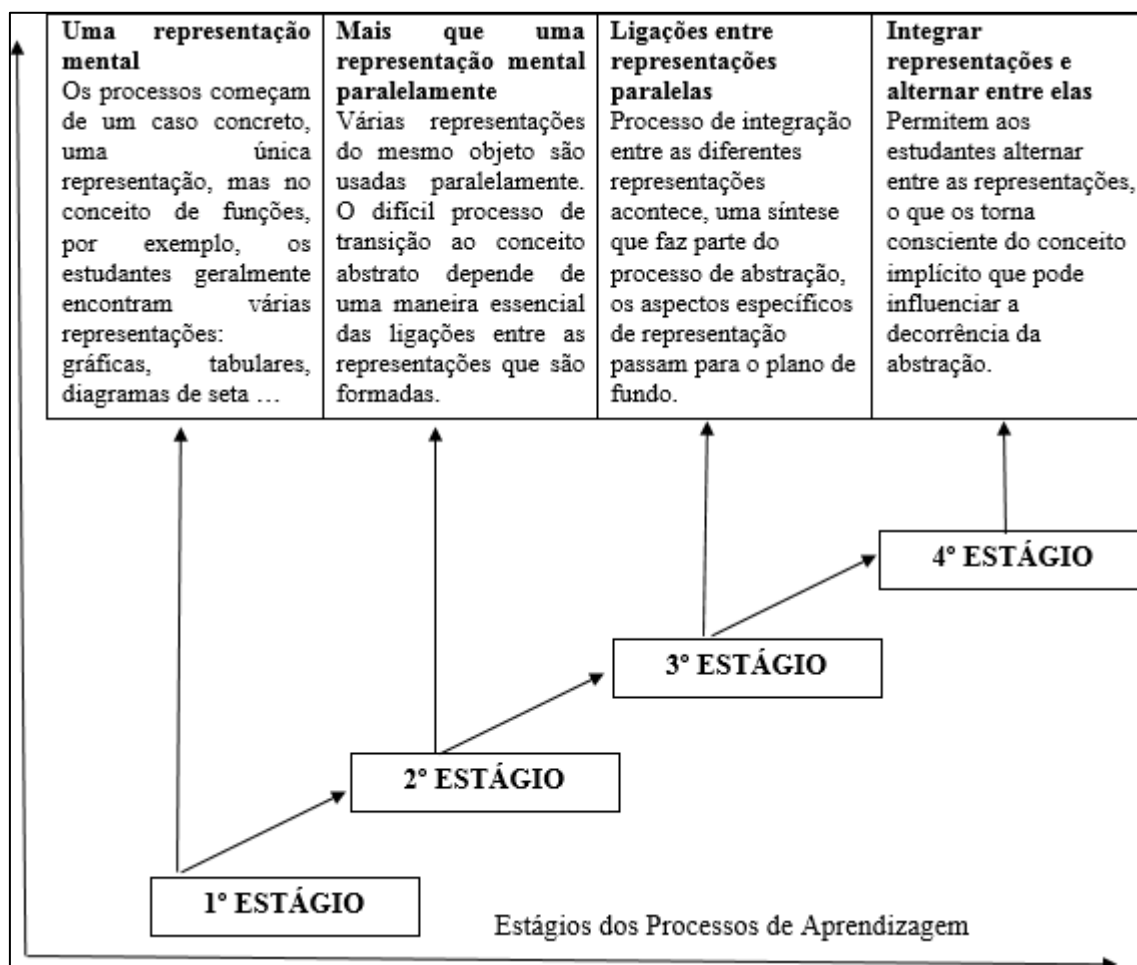 Uma representação
mental
Os processos começam
de um caso concreto,
uma única
representação, mas no
conceito de funções,
por exemplo, os
estudantes geralmente
encontram várias
representações:
gráficas, tabulares,
diagramas de seta ...
Mais que uma
representação mental
paralelamente
Várias representações
do mesmo objeto são
usadas paralelamente.
O difícil processo de
transição ao conceito
abstrato depende de
uma maneira essencial
das ligações entre as
representações que são
formadas.
Ligações entre
representações
paralelas
Processo de integração
entre as diferentes
representações
acontece, uma síntese
que faz parte do
processo de abstração,
os aspectos específicos
de representação
passam para o plano de
fundo.
Integrar
representações e
alternar entre elas
Permitem aos
estudantes alternar
entre as representações,
o que os torna
consciente do conceito
implícito que pode
influenciar a
decorrência da
abstração.
4º ESTÁGIO
3º ESTÁGIO
2º ESTÁGIO
1º ESTÁGIO
Estágios dos Processos de Aprendizagem